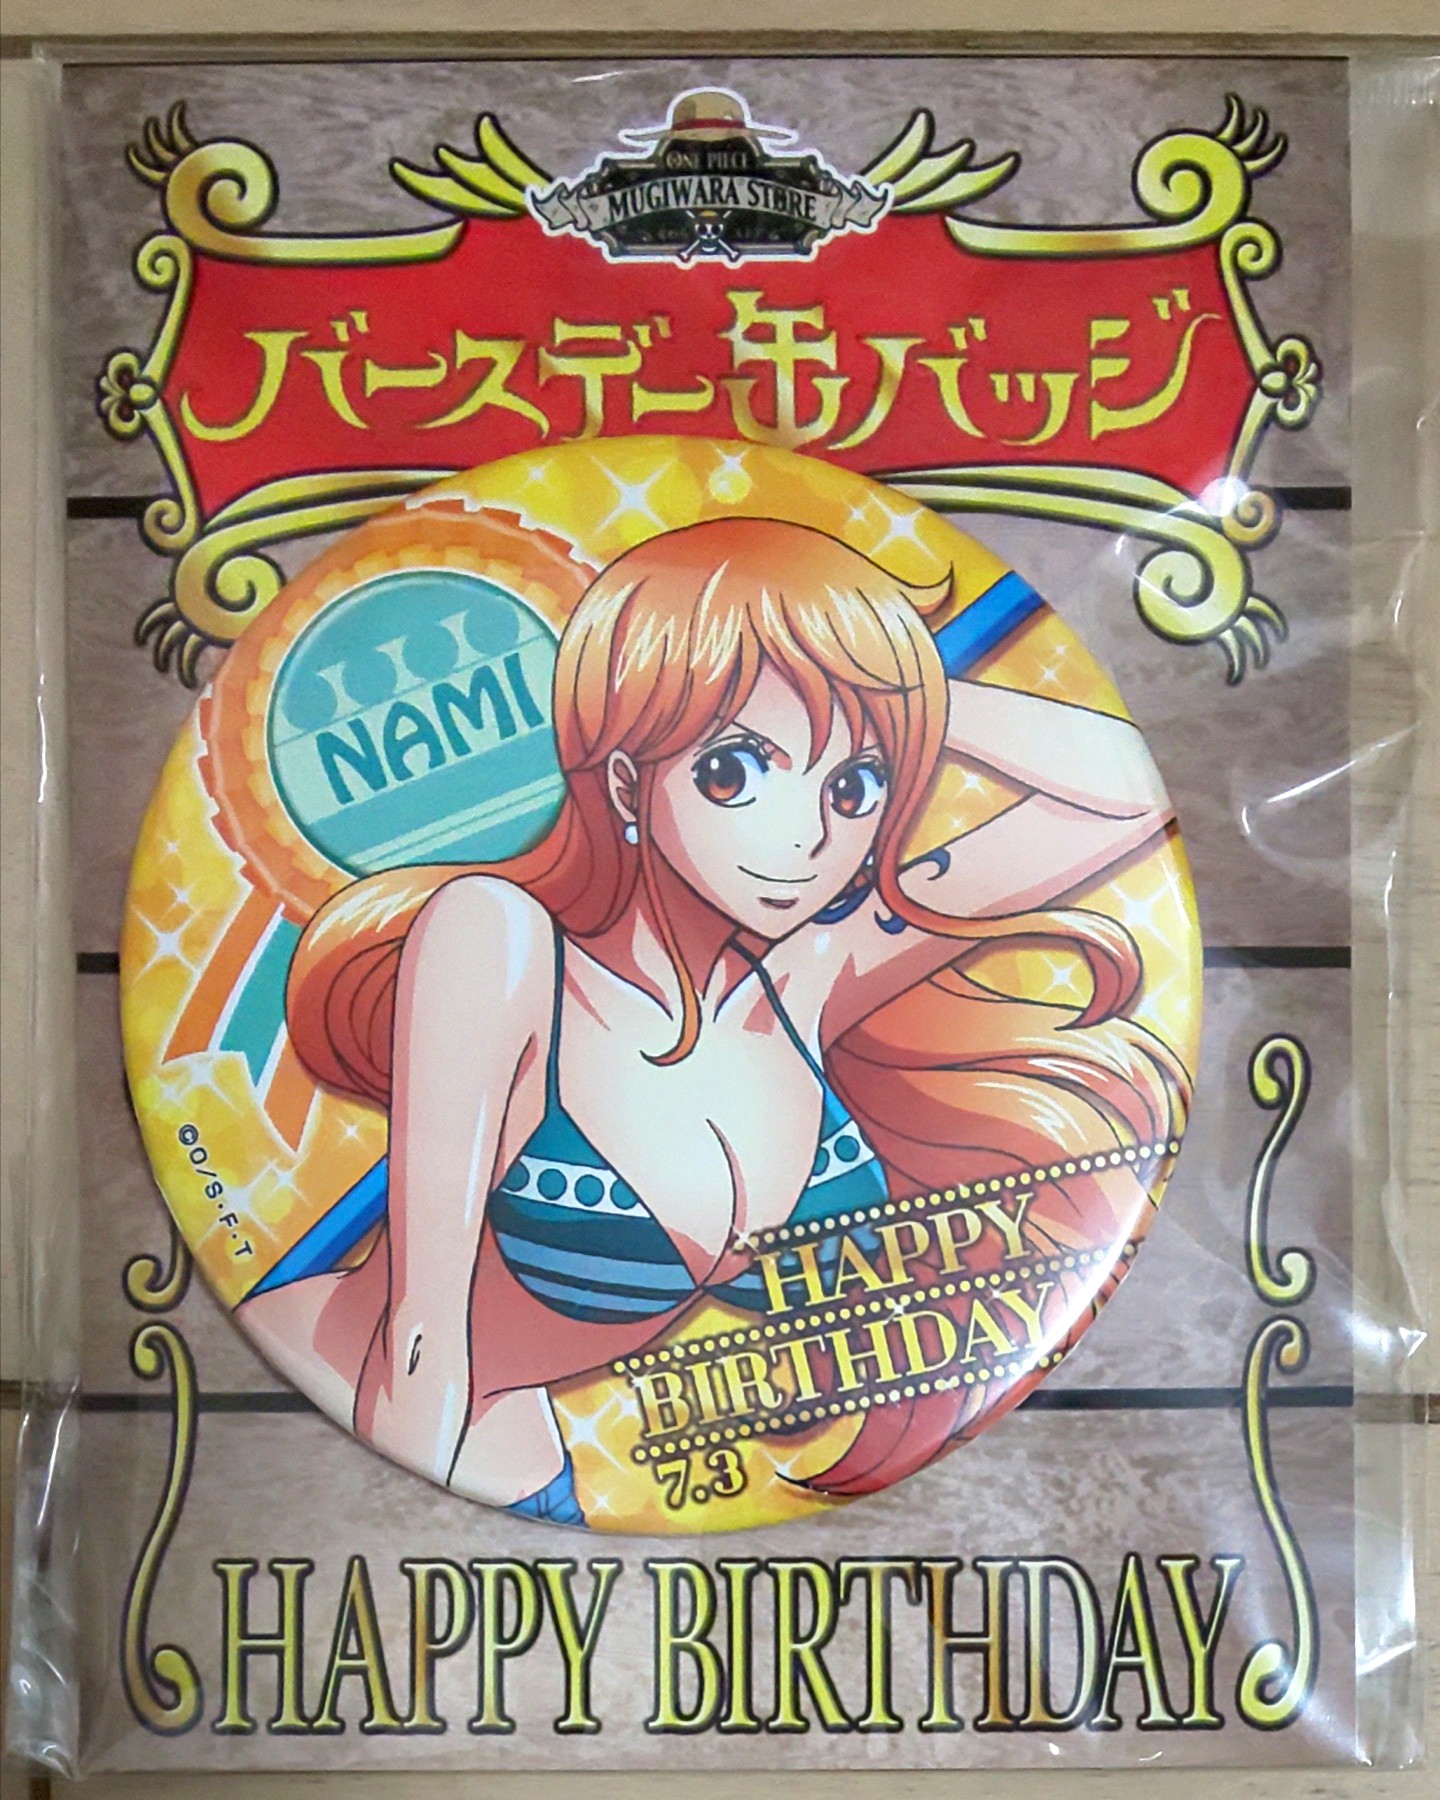 ONE PIECE
MUGIWARA STORE
バースデー缶バッジ
NAMI
©O/S・F・T
HAPPY
BIRTHDAY
7.3
HAPPY BIRTHDAY